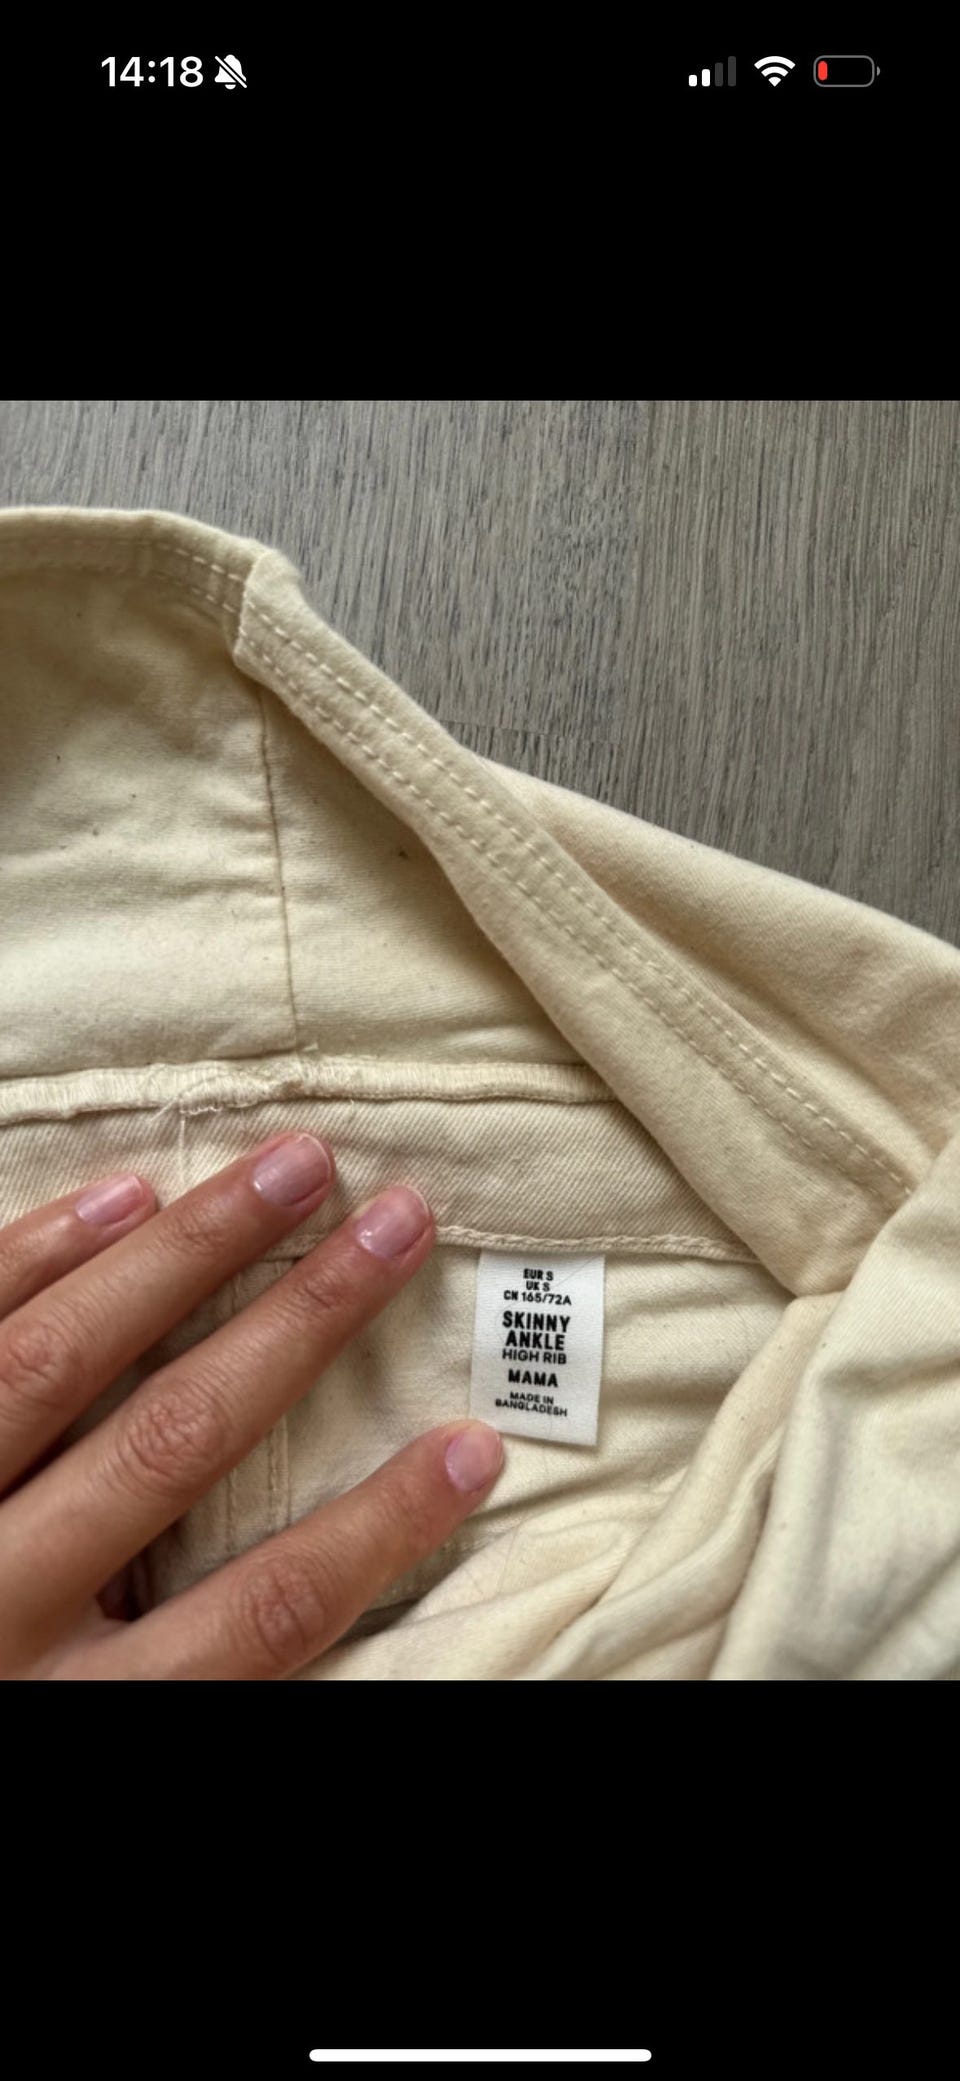 14:18
EUR S
UK S
CN 165/72A
SKINNY
ANKLE
HIGH RIB
MAMA
MADE IN
BANGLADESH